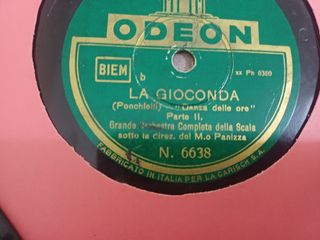 ODEON
BIEM
b
xx Ph 0300
LA GIOCONDA
(Ponchielli) "Danza delle ore"
Parte II.
Grande Orchestra Completa della Scala
sotto la direz. del M.o Panizza
N. 6638
FABBRICATO IN ITALIA PER LA CARISCH S.A.